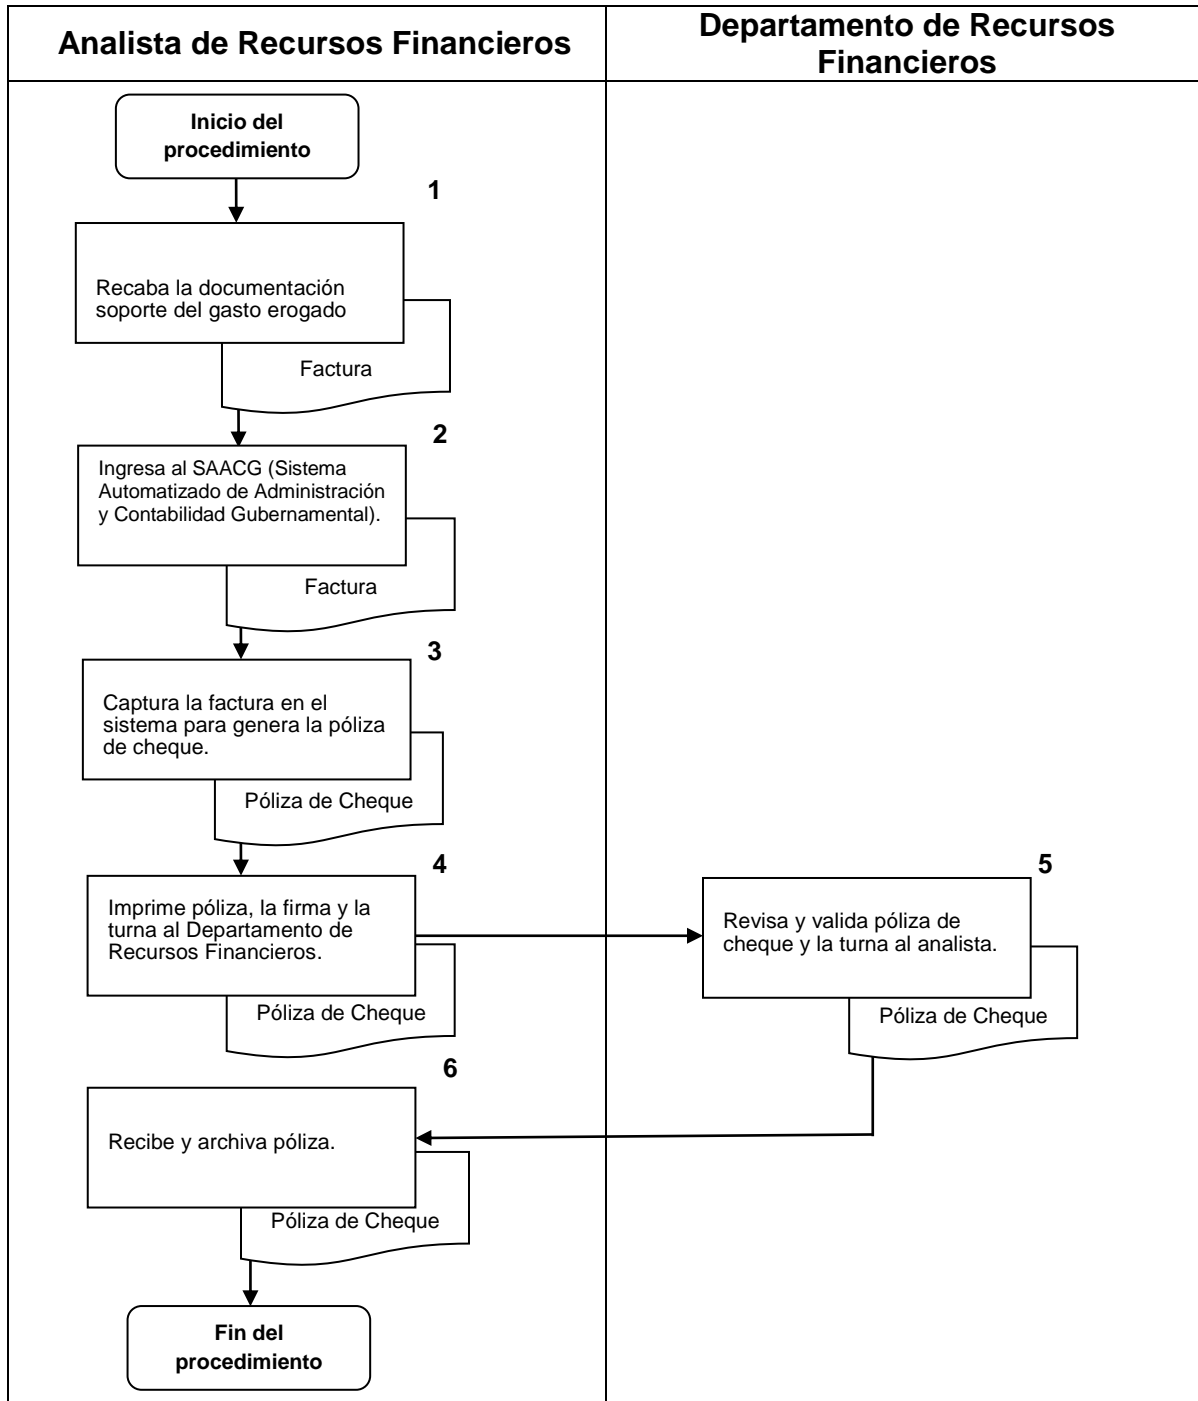 Analista de Recursos Financieros
Departamento de Recursos
Financieros
Inicio del
procedimiento
1
Recaba la documentación
soporte del gasto erogado
Factura
2
Ingresa al SAACG (Sistema
Automatizado de Administración
y Contabilidad Gubernamental).
Factura
3
Captura la factura en el
sistema para genera la póliza
de cheque.
Póliza de Cheque
4
Imprime póliza, la firma y la
turna al Departamento de
Recursos Financieros.
Póliza de Cheque
5
Revisa y valida póliza de
cheque y la turna al analista.
Póliza de Cheque
6
Recibe y archiva póliza.
Póliza de Cheque
Fin del
procedimiento